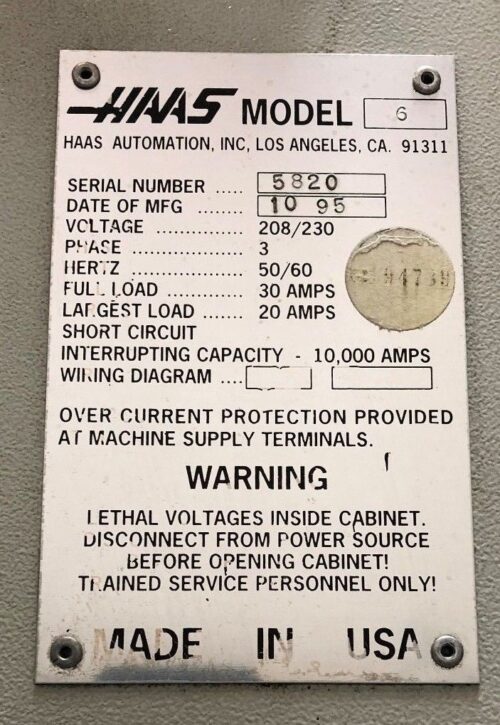 HAAS MODEL 6
HAAS AUTOMATION, INC, LOS ANGELES, CA. 91311
SERIAL NUMBER ..... 5820
DATE OF MFG ........ 10 95
VOLTAGE .............. 208/230
PHASE .................. 3
HERTZ .................. 50/60
FULL LOAD .......... 30 AMPS
LARGEST LOAD ....... 20 AMPS
SHORT CIRCUIT
INTERRUPTING CAPACITY - 10,000 AMPS
WIRING DIAGRAM ....
OVER CURRENT PROTECTION PROVIDED
AT MACHINE SUPPLY TERMINALS.
WARNING
LETHAL VOLTAGES INSIDE CABINET.
DISCONNECT FROM POWER SOURCE
BEFORE OPENING CABINET!
TRAINED SERVICE PERSONNEL ONLY!
MADE IN USA